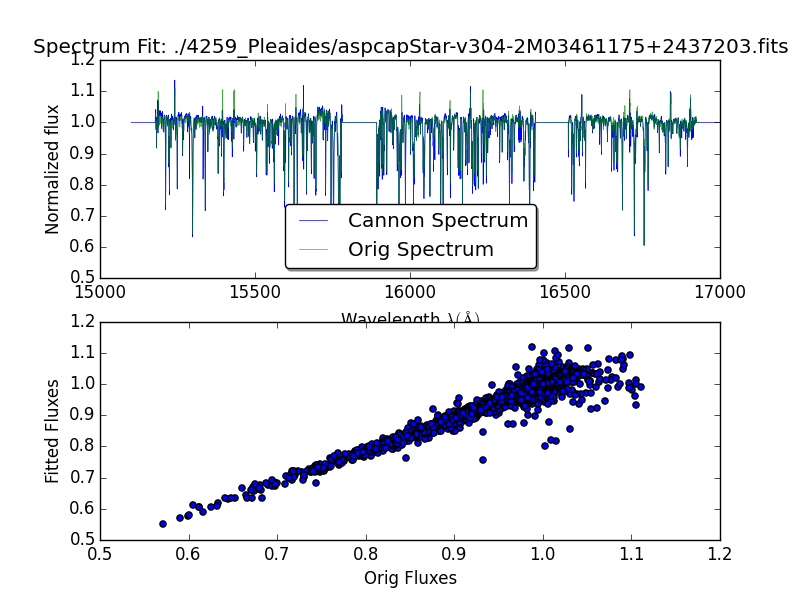 Spectrum Fit: ./4259_Pleaides/aspcapStar-v304-2M03461175+2437203.fits
1.2
1.1
1.0
0.9
0.8
0.7
0.6
0.5
Normalized flux
Cannon Spectrum
Orig Spectrum
15000 15500 16000 16500 17000
Wavelength λ(Å)
1.2
1.1
1.0
0.9
0.8
0.7
0.6
0.5
Fitted Fluxes
0.5 0.6 0.7 0.8 0.9 1.0 1.1 1.2
Orig Fluxes